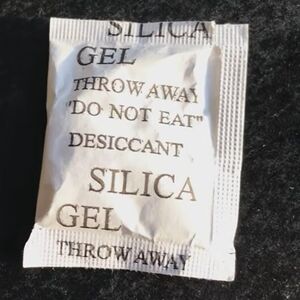 SILICA
GEL
THROW AWAY
"DO NOT EAT"
DESICCANT
SILICA
GEL
THROW AWAY